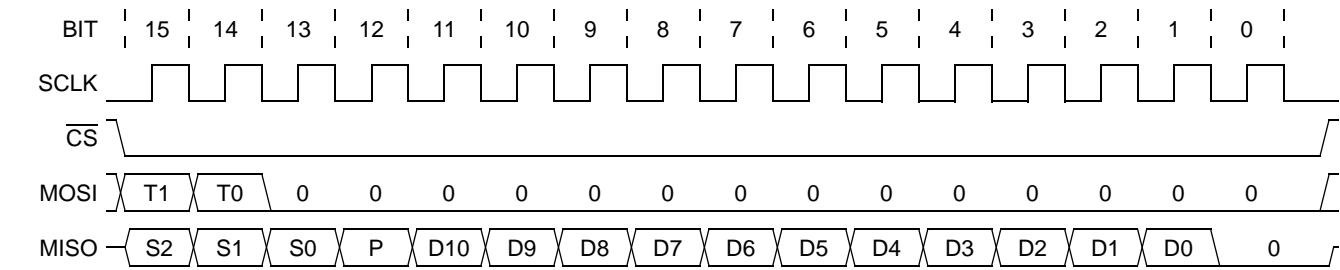 BIT 15 14 13 12 11 10 9 8 7 6 5 4 3 2 1 0
SCLK
CS
MOSI T1 T0 0 0 0 0 0 0 0 0 0 0 0 0 0 0
MISO S2 S1 S0 P D10 D9 D8 D7 D6 D5 D4 D3 D2 D1 D0 0